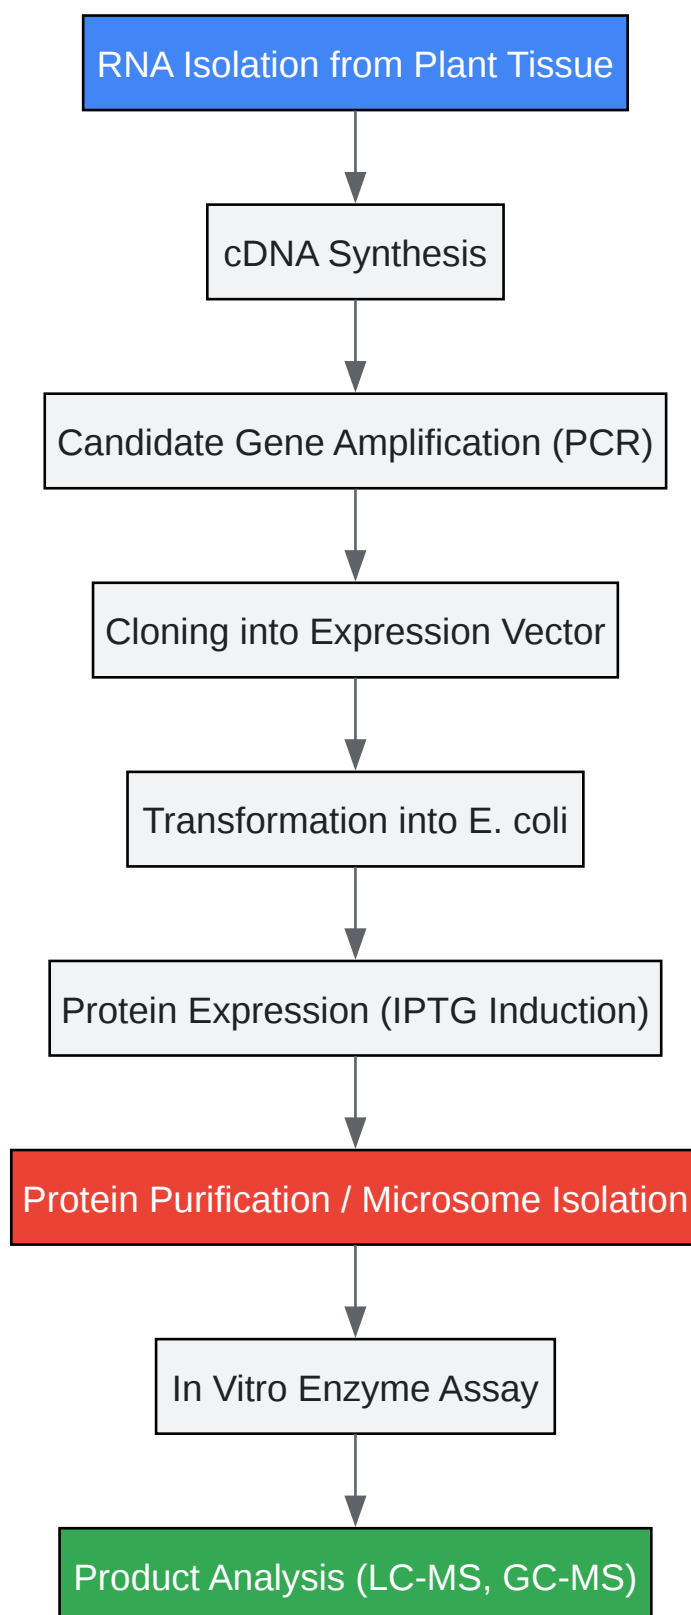 RNA Isolation from Plant Tissue
cDNA Synthesis
Candidate Gene Amplification (PCR)
Cloning into Expression Vector
Transformation into E. coli
Protein Expression (IPTG Induction)
Protein Purification / Microsome Isolation
In Vitro Enzyme Assay
Product Analysis (LC-MS, GC-MS)